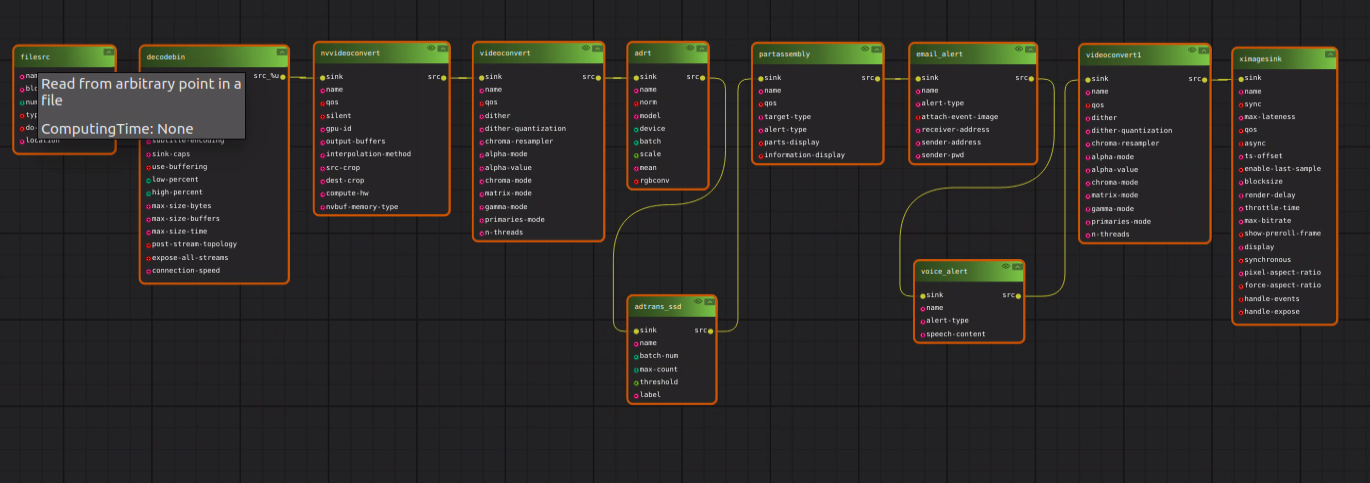 filesrc
Read from arbitrary point in a
file
ComputingTime: None
location
decodebin
src_%u
subtitle-encoding
sink-caps
use-buffering
low-percent
high-percent
max-size-bytes
max-size-buffers
max-size-time
post-stream-topology
expose-all-streams
connection-speed
nvvideoconvert
sink src
name
qos
silent
gpu-id
output-buffers
interpolation-method
src-crop
dest-crop
compute-hw
nvbuf-memory-type
videoconvert
sink src
name
qos
dither
dither-quantization
chroma-resampler
alpha-mode
alpha-value
chroma-mode
matrix-mode
gamma-mode
primaries-mode
n-threads
adrt
sink src
name
norm
model
device
batch
scale
mean
rgbconv
adtrans_ssd
sink src
name
batch-num
max-count
threshold
label
partassembly
sink src
name
qos
target-type
alert-type
parts-display
information-display
email_alert
sink src
name
alert-type
attach-event-image
receiver-address
sender-address
sender-pwd
voice_alert
sink src
name
alert-type
speech-content
videoconvert1
sink src
name
qos
dither
dither-quantization
chroma-resampler
alpha-mode
alpha-value
chroma-mode
matrix-mode
gamma-mode
primaries-mode
n-threads
ximagesink
sink
name
sync
max-lateness
qos
async
ts-offset
enable-last-sample
blocksize
render-delay
throttle-time
max-bitrate
show-preroll-frame
display
synchronous
pixel-aspect-ratio
force-aspect-ratio
handle-events
handle-expose